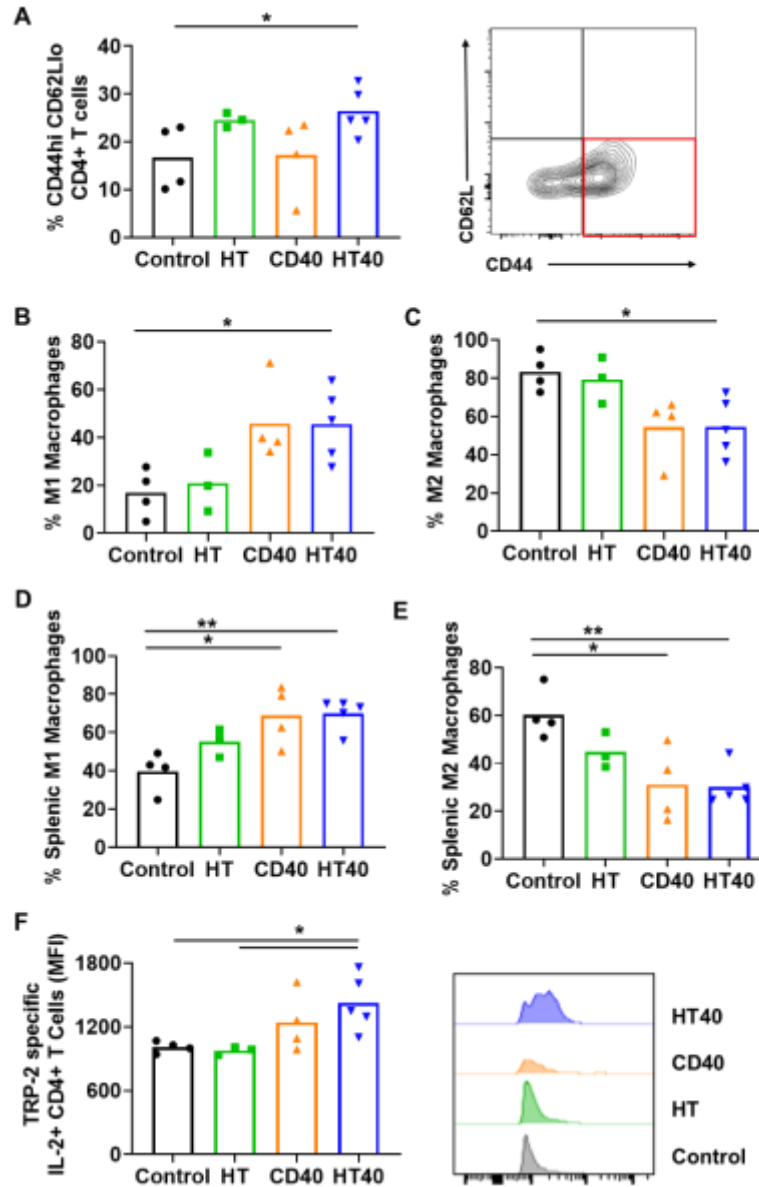 A
*
% CD44hi CD62Llo
CD4+ T cells
40
30
20
10
0
Control HT CD40 HT40
CD62L
CD44
B
*
% M1 Macrophages
80
60
40
20
0
Control HT CD40 HT40
C
*
% M2 Macrophages
100
80
60
40
20
0
Control HT CD40 HT40
D
**
*
% Splenic M1 Macrophages
100
80
60
40
20
0
Control HT CD40 HT40
E
**
*
% Splenic M2 Macrophages
80
60
40
20
0
Control HT CD40 HT40
F
*
TRP-2 specific
IL-2+ CD4+ T Cells (MFI)
1800
1400
1000
600
0
Control HT CD40 HT40
HT40
CD40
HT
Control